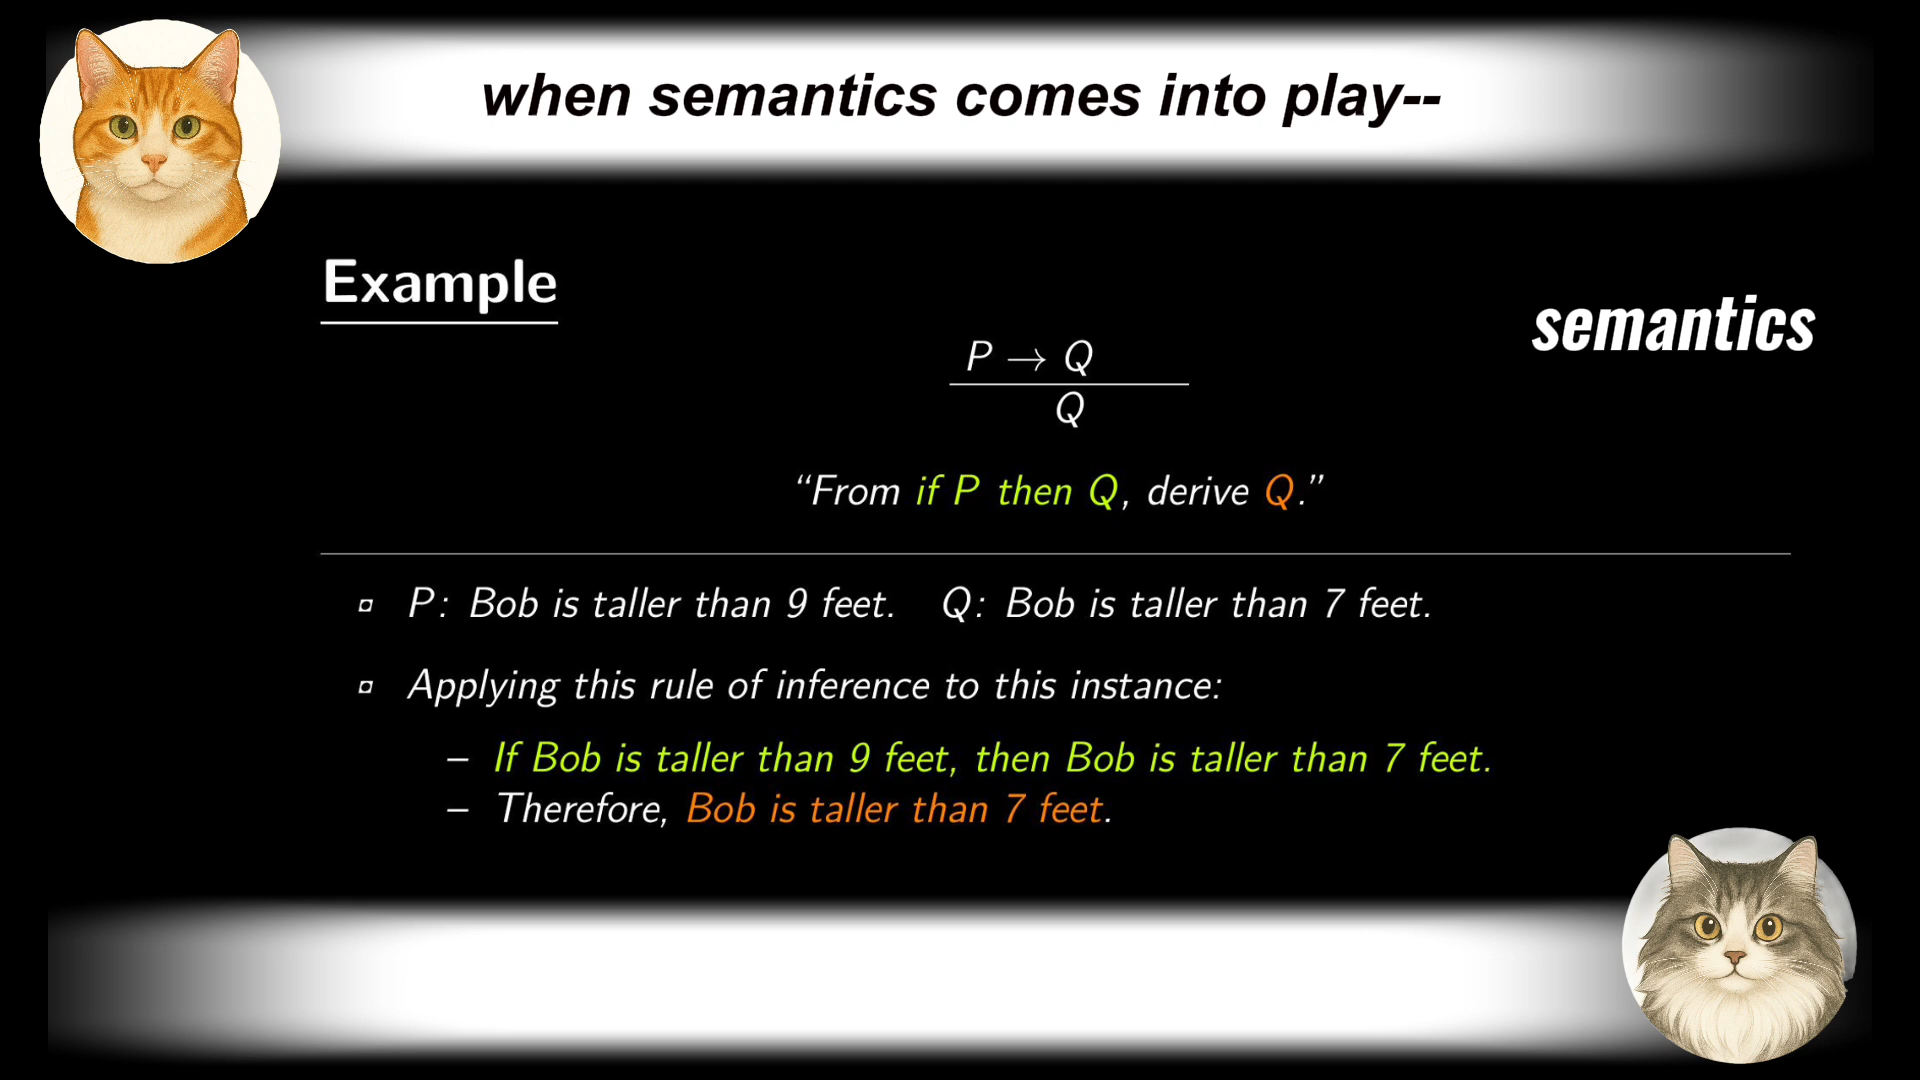 when semantics comes into play--
Example
semantics
P → Q
Q
“From if P then Q, derive Q.”
P: Bob is taller than 9 feet. Q: Bob is taller than 7 feet.
Applying this rule of inference to this instance:
– If Bob is taller than 9 feet, then Bob is taller than 7 feet.
– Therefore, Bob is taller than 7 feet.